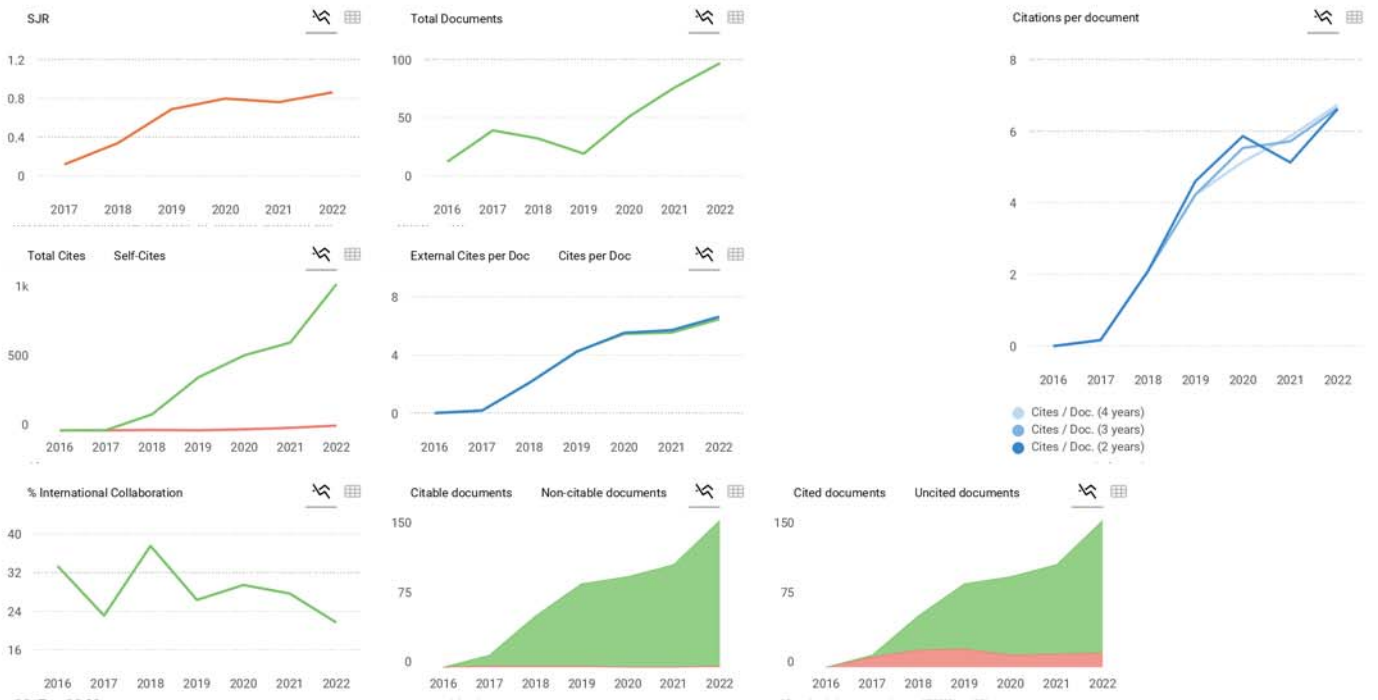 SJR
1.2
0.8
0.4
0
2017 2018 2019 2020 2021 2022
Total Documents
100
50
0
2016 2017 2018 2019 2020 2021 2022
Citations per document
8
6
4
2
0
2016 2017 2018 2019 2020 2021 2022
Cites / Doc. (4 years)
Cites / Doc. (3 years)
Cites / Doc. (2 years)
Total Cites Self-Cites
1k
500
0
2016 2017 2018 2019 2020 2021 2022
External Cites per Doc Cites per Doc
8
4
0
2016 2017 2018 2019 2020 2021 2022
% International Collaboration
40
32
24
16
2016 2017 2018 2019 2020 2021 2022
Citable documents Non-citable documents
150
75
0
2016 2017 2018 2019 2020 2021 2022
Cited documents Uncited documents
150
75
0
2016 2017 2018 2019 2020 2021 2022